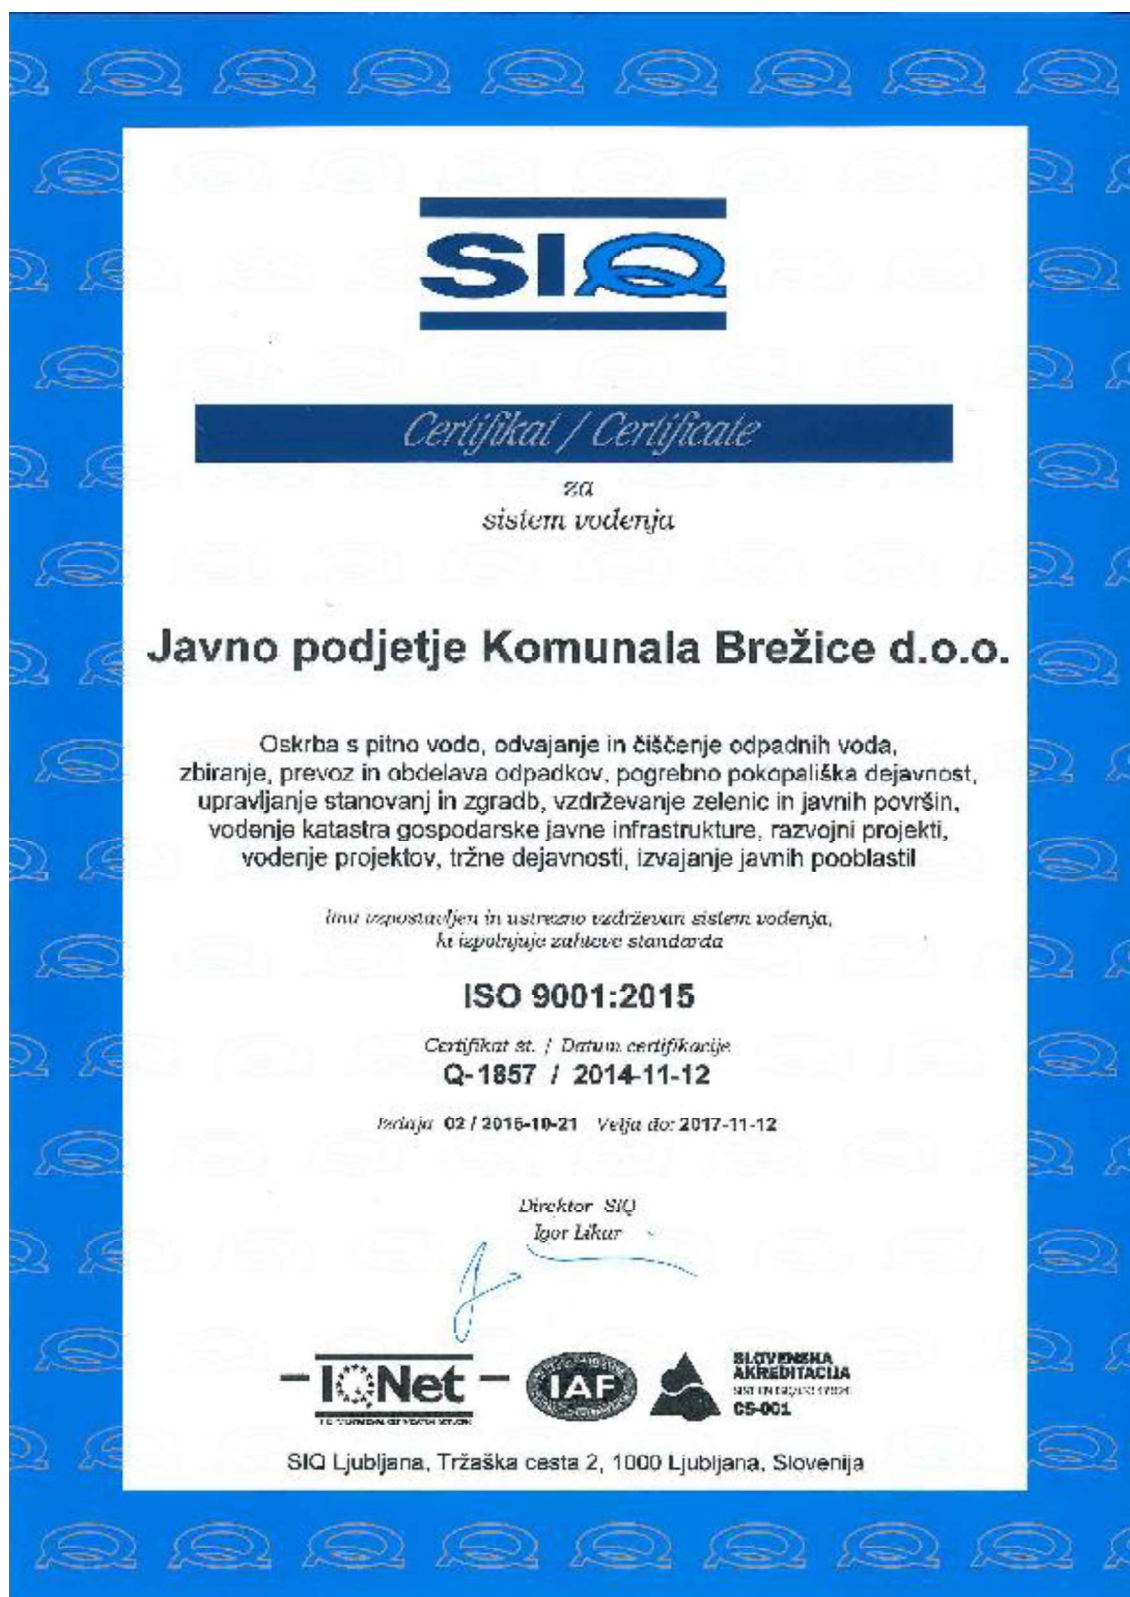 SIQ
Certifikat / Certificate
za
sistem vodenja
Javno podjetje Komunala Brežice d.o.o.
Oskrba s pitno vodo, odvajanje in čiščenje odpadnih voda,
zbiranje, prevoz in obdelava odpadkov, pogrebno pokopališka dejavnost,
upravljanje stanovanj in zgradb, vzdrževanje zelenic in javnih površin,
vodenje katastra gospodarske javne infrastrukture, razvojni projekti,
vodenje projektov, tržne dejavnosti, izvajanje javnih pooblastil
ima vzpostavljen in ustrezno vzdrževan sistem vodenja,
ki izpolnjuje zahteve standarda
ISO 9001:2015
Certifikat št. / Datum certifikacije
Q-1857 / 2014-11-12
Izdaja 02 / Velja do: 2017-11-12
Direktor SIQ
Igor Likar
IQNet
IAF
SLOVENSKA
AKREDITACIJA
CS-001
SIQ Ljubljana, Tržaška cesta 2, 1000 Ljubljana, Slovenija